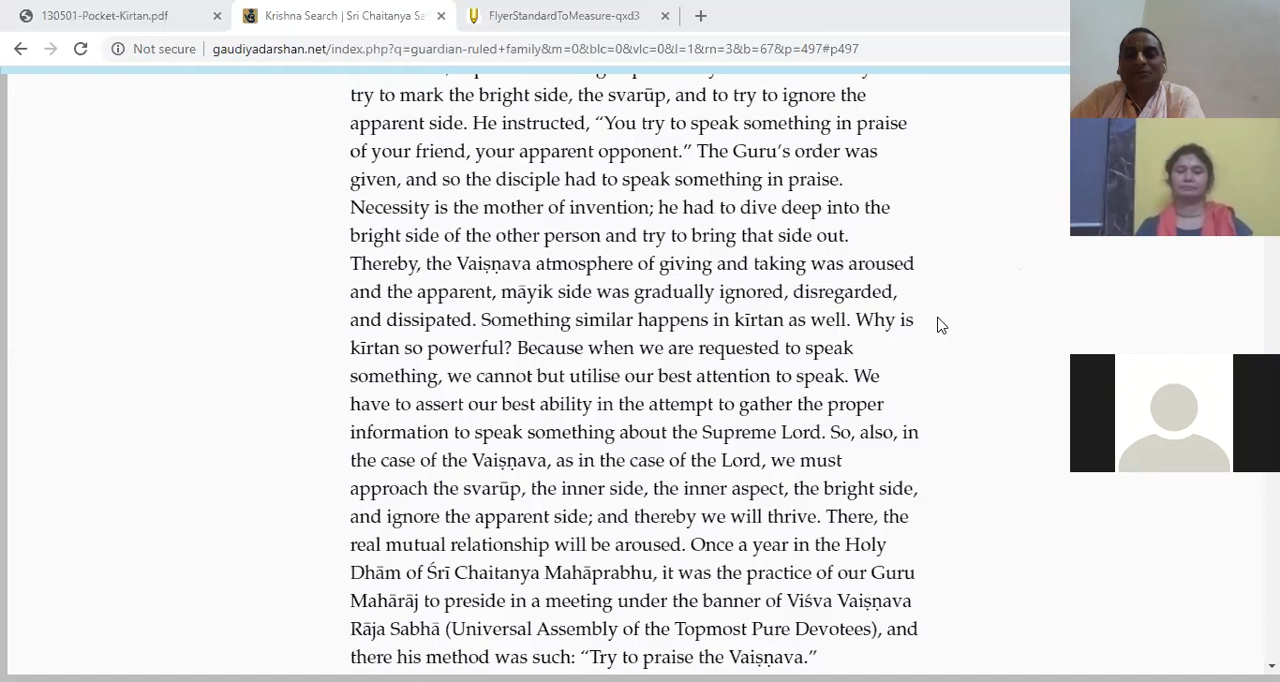 130501-Pocket-Kirtan.pdf
Krishna Search | Sri Chaitanya Sa
FlyerStandardToMeasure-qxd3
Not secure
gaudiyadarshan.net/index.php?q=guardian-ruled+family&m=0&blc=0&vlc=0&l=1&rn=3&b=67&p=497#p497
try to mark the bright side, the svarūp, and to try to ignore the
apparent side. He instructed, “You try to speak something in praise
of your friend, your apparent opponent.” The Guru’s order was
given, and so the disciple had to speak something in praise.
Necessity is the mother of invention; he had to dive deep into the
bright side of the other person and try to bring that side out.
Thereby, the Vaiṣṇava atmosphere of giving and taking was aroused
and the apparent, māyik side was gradually ignored, disregarded,
and dissipated. Something similar happens in kīrtan as well. Why is
kīrtan so powerful? Because when we are requested to speak
something, we cannot but utilise our best attention to speak. We
have to assert our best ability in the attempt to gather the proper
information to speak something about the Supreme Lord. So, also, in
the case of the Vaiṣṇava, as in the case of the Lord, we must
approach the svarūp, the inner side, the inner aspect, the bright side,
and ignore the apparent side; and thereby we will thrive. There, the
real mutual relationship will be aroused. Once a year in the Holy
Dhām of Śrī Chaitanya Mahāprabhu, it was the practice of our Guru
Mahārāj to preside in a meeting under the banner of Viśva Vaiṣṇava
Rāja Sabhā (Universal Assembly of the Topmost Pure Devotees), and
there his method was such: “Try to praise the Vaiṣṇava.”